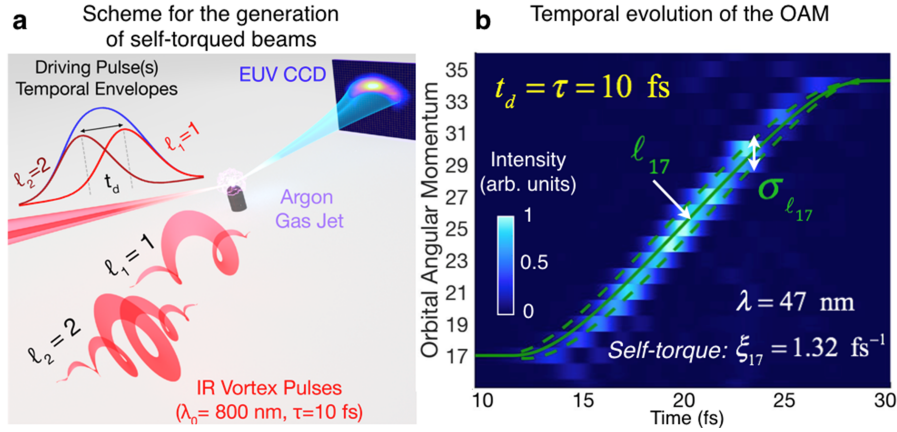 a
Scheme for the generation
of self-torqued beams
Driving Pulse(s)
Temporal Envelopes
EUV CCD
ℓ₂=2
ℓ₁=1
t_d
Argon
Gas Jet
ℓ₁ = 1
ℓ₂ = 2
IR Vortex Pulses
(λ₀= 800 nm, τ=10 fs)
b
Temporal evolution of the OAM
Orbital Angular Momentum
35
33
31
29
27
25
23
21
19
17
t_d = τ = 10 fs
Intensity
(arb. units)
1
0.5
0
ℓ₁₇
σ_ℓ₁₇
λ = 47 nm
Self-torque: ξ₁₇ = 1.32 fs⁻¹
10
15
20
25
30
Time (fs)